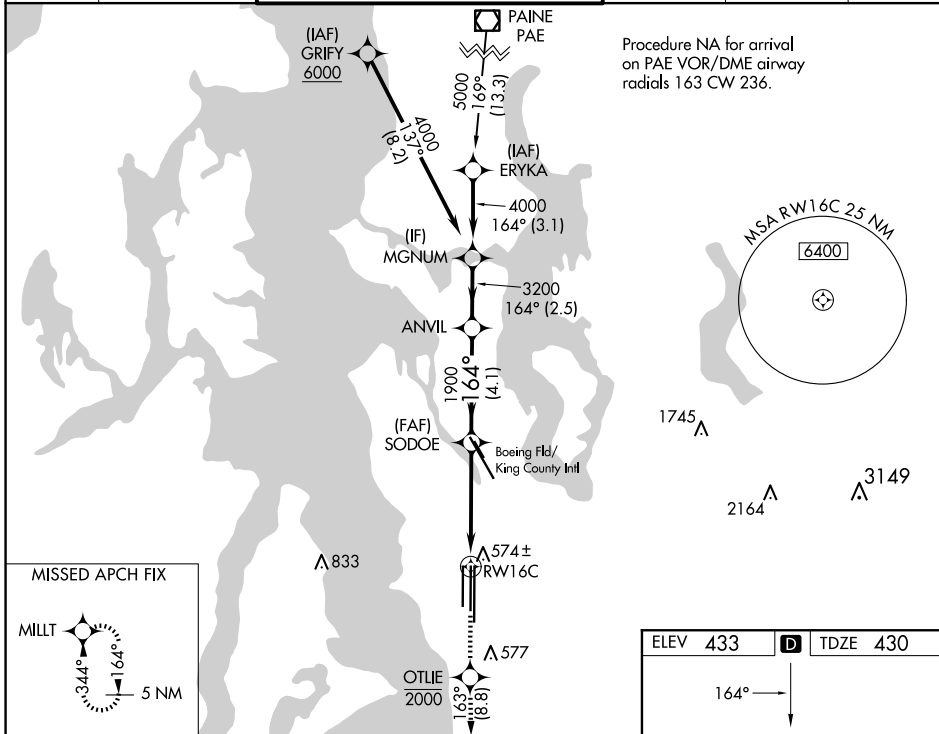 PAINE
PAE
(IAF)
GRIFY
6000
Procedure NA for arrival
on PAE VOR/DME airway
radials 163 CW 236.
5000
169°
(13.3)
4000
137°
(8.2)
(IAF)
ERYKA
4000
164° (3.1)
(IF)
MGNUM
3200
164° (2.5)
MSA RW16C 25 NM
6400
ANVIL
1900
164°
(4.1)
(FAF)
SODOE
Boeing Fld/
King County Intl
1745
2164
3149
833
574±
RW16C
MISSED APCH FIX
MILLT
344°
164°
5 NM
577
OTLIE
2000
163°
(8.8)
ELEV 433 D TDZE 430
164°